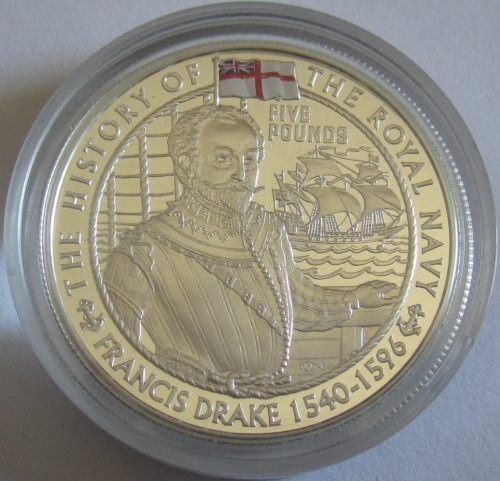 THE HISTORY OF THE ROYAL NAVY
FIVE
POUNDS
FRANCIS DRAKE 1540-1596